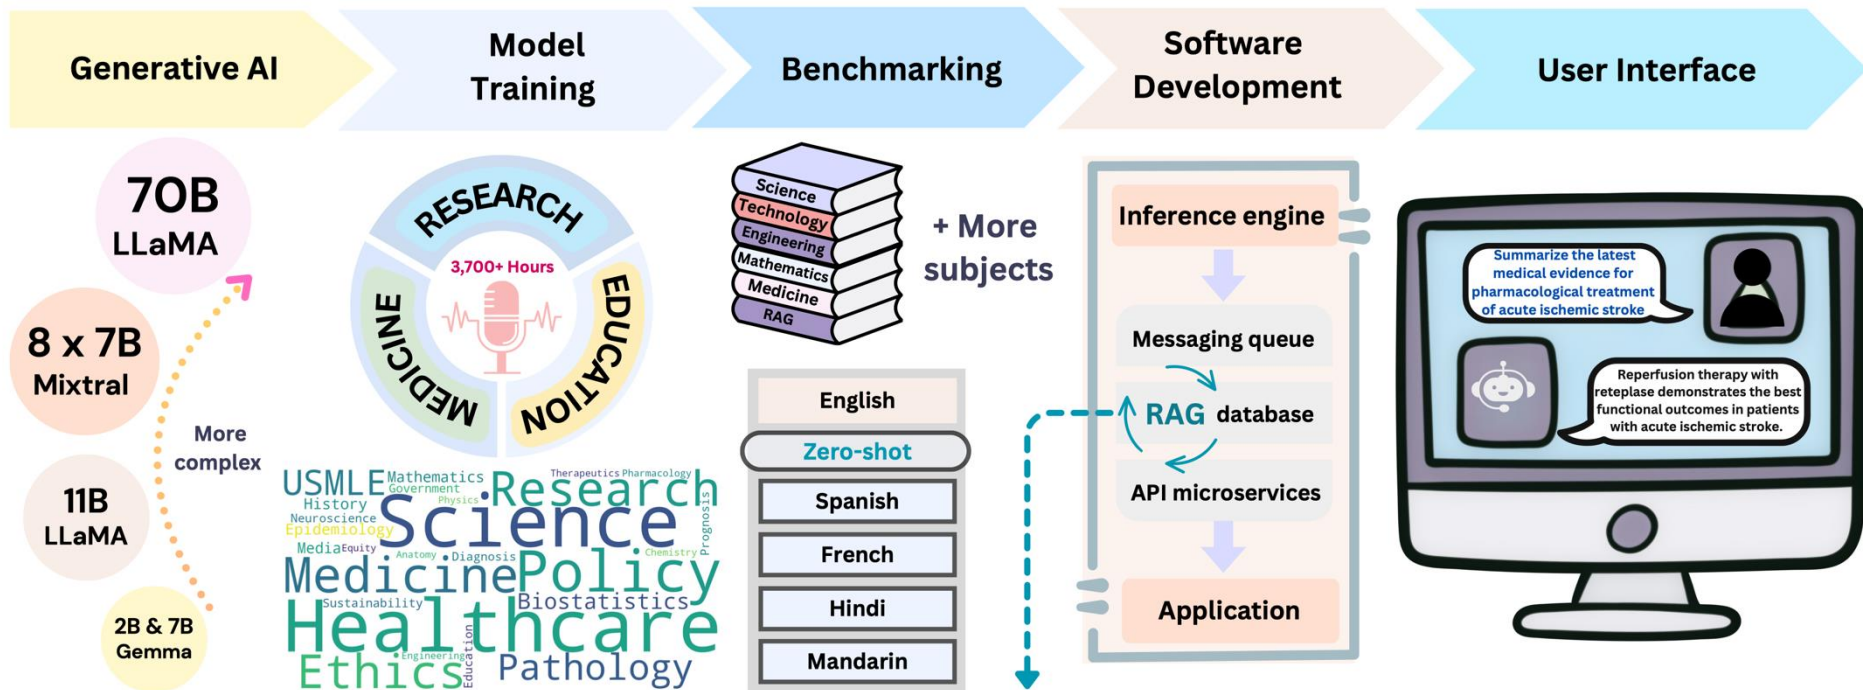 Generative AI
Model
Training
Benchmarking
Software
Development
User Interface
70B
LLaMA
8 x 7B
Mixtral
11B
LLaMA
2B & 7B
Gemma
More
complex
RESEARCH
EDUCATION
MEDICINE
3,700+ Hours
USMLE
Mathematics
Government
Physics
Research
Therapeutics
Pharmacology
History
Neuroscience
Epidemiology
Science
Prognosis
Media
Equity
Anatomy
Diagnosis
Chemistry
Medicine
Policy
Sustainability
Biostatistics
Healthcare
Ethics
Engineering
Education
Pathology
Science
Technology
Engineering
Mathematics
Medicine
RAG
+ More
subjects
English
Zero-shot
Spanish
French
Hindi
Mandarin
Inference engine
Messaging queue
RAG database
API microservices
Application
Summarize the latest
medical evidence for
pharmacological treatment
of acute ischemic stroke
Reperfusion therapy with
reteplase demonstrates the best
functional outcomes in patients
with acute ischemic stroke.